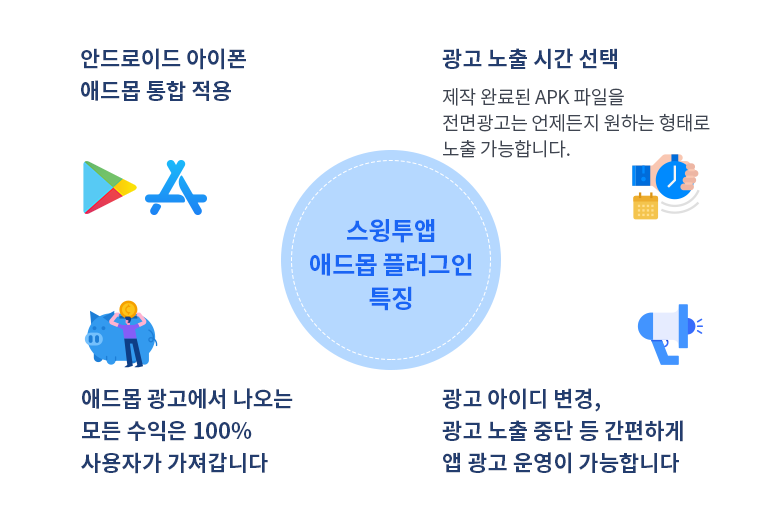 안드로이드 아이폰
애드몹 통합 적용
광고 노출 시간 선택
제작 완료된 APK 파일을
전면광고는 언제든지 원하는 형태로
노출 가능합니다.
스윙투앱
애드몹 플러그인
특징
애드몹 광고에서 나오는
모든 수익은 100%
사용자가 가져갑니다
광고 아이디 변경,
광고 노출 중단 등 간편하게
앱 광고 운영이 가능합니다